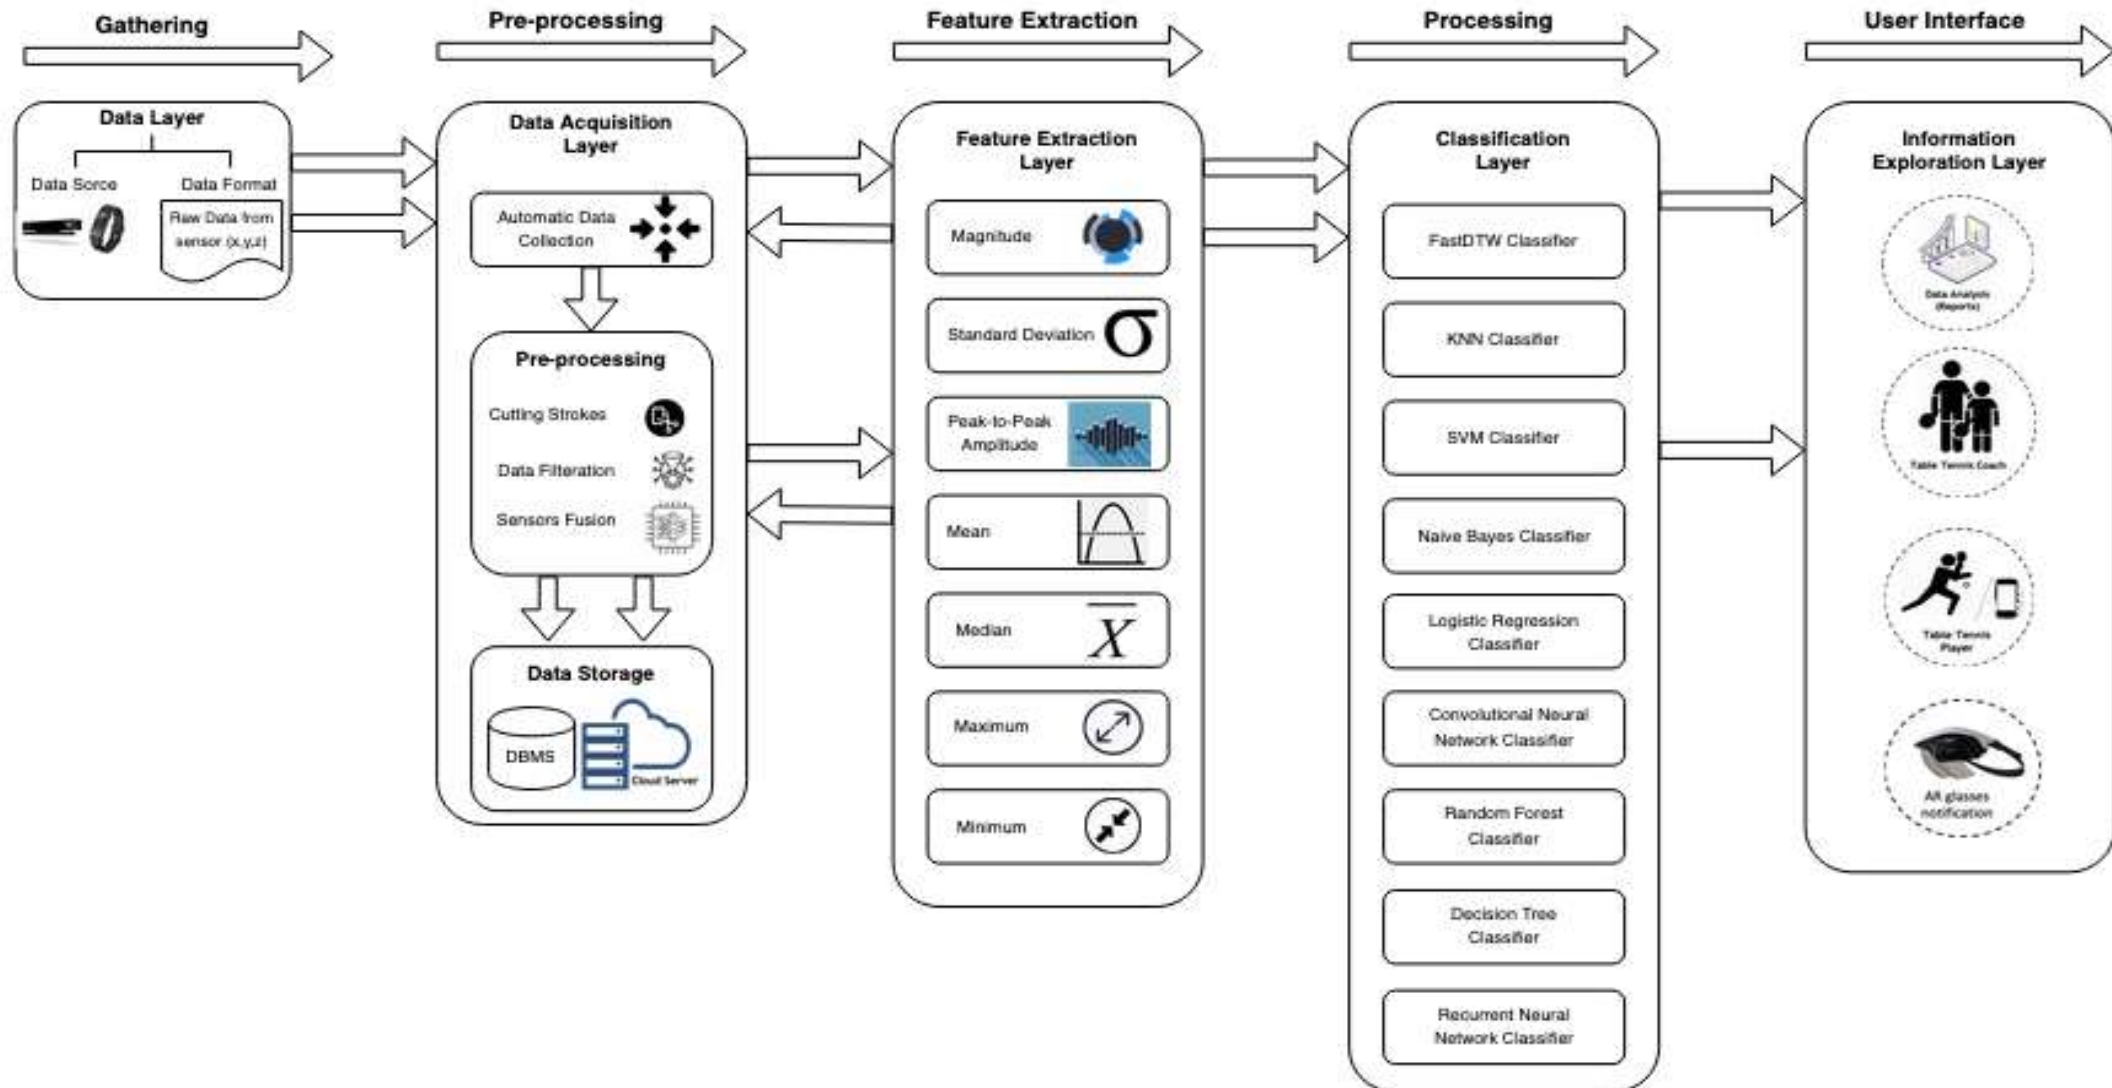 Gathering
Pre-processing
Feature Extraction
Processing
User Interface
Data Layer
Data Sorce
Data Format
Raw Data from
sensor (x,y,z)
Data Acquisition
Layer
Automatic Data
Collection
Pre-processing
Cutting Strokes
Data Filteration
Sensors Fusion
Data Storage
DBMS
Cloud Server
Feature Extraction
Layer
Magnitude
Standard Deviation
σ
Peak-to-Peak
Amplitude
Mean
Median
X
Maximum
Minimum
Classification
Layer
FastDTW Classifier
KNN Classifier
SVM Classifier
Naive Bayes Classifier
Logistic Regression
Classifier
Convolutional Neural
Network Classifier
Random Forest
Classifier
Decision Tree
Classifier
Recurrent Neural
Network Classifier
Information
Exploration Layer
Data Analysis
(Reports)
Table Tennis Coach
Table Tennis
Player
AR glasses
notification